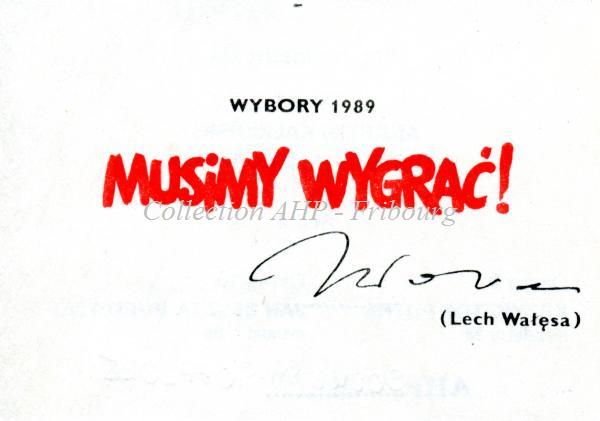 WYBORY 1989
MUSiMY WYGRAĆ!
Collection AHP - Fribourg
(Lech Wałęsa)